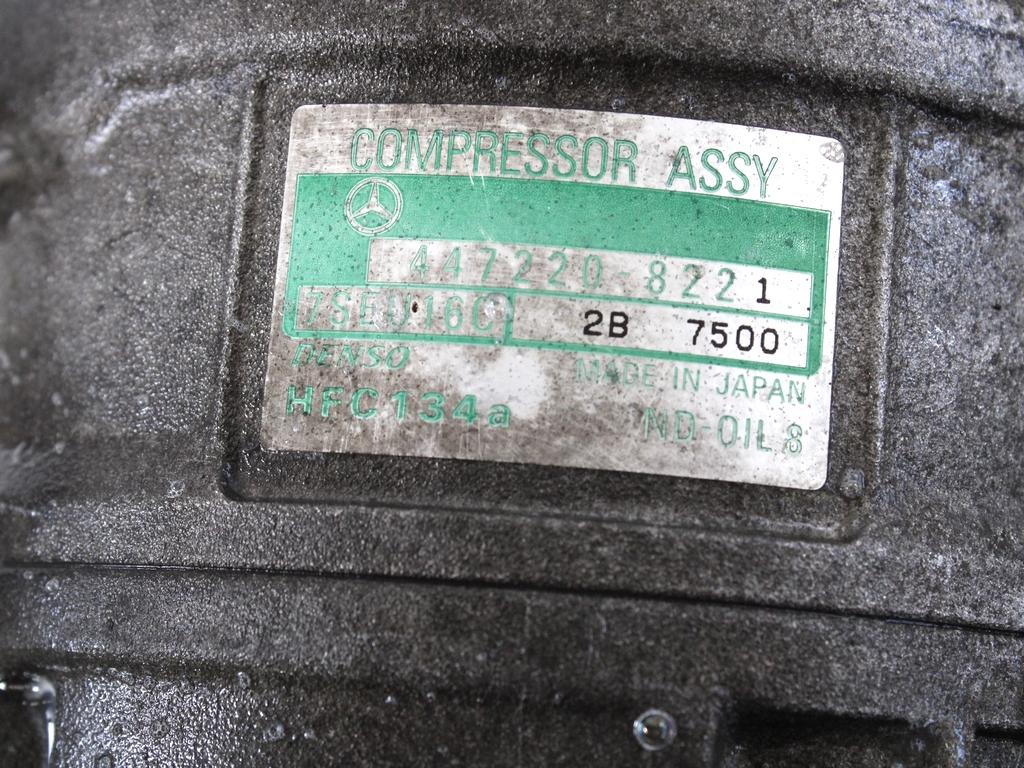 COMPRESSOR ASSY
447220-8221
7SEU16C 2B 7500
DENSO MADE IN JAPAN
HFC134a ND-OIL 8